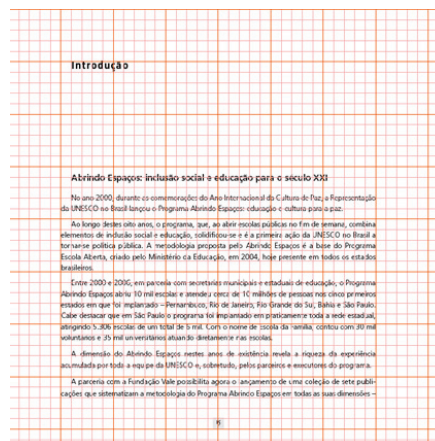 Introdução
Abrindo Espaços: inclusão social e educação para o século XXI
No ano 2000, durante as comemorações do Ano Internacional da Cultura de Paz, a Representação
da UNESCO no Brasil lançou o Programa Abrindo Espaços: educação e cultura para a paz.
Ao longo destes oito anos, o programa, que, ao abrir escolas públicas no fim de semana, combina
elementos de inclusão social e educação, solidificou-se e é a primeira ação da UNESCO no Brasil a
tornar-se política pública. A metodologia proposta pelo Abrindo Espaços é a base do Programa
Escola Aberta, criado pelo Ministério da Educação, em 2004, hoje presente em todos os estados
brasileiros.
Entre 2000 e 2006, em parceria com secretarias municipais e estaduais de educação, o Programa
Abrindo Espaços abriu 10 mil escolas e atendeu cerca de 10 milhões de pessoas nos cinco primeiros
estados em que foi implantado – Pernambuco, Rio de Janeiro, Rio Grande do Sul, Bahia e São Paulo.
Cabe destacar que em São Paulo o programa foi implantado em praticamente toda a rede estadual,
atingindo 5.306 escolas de um total de 6 mil. Com o nome de Escola da Família, contou com 30 mil
voluntários e 35 mil universitários atuando diretamente nas escolas.
A dimensão do Abrindo Espaços nestes anos de existência revela a riqueza da experiência
acumulada por toda a equipe da UNESCO e, sobretudo, pelos parceiros e executores do programa.
A parceria com a Fundação Vale possibilita agora o lançamento de uma coleção de sete publi-
cações que sistematizam a metodologia do Programa Abrindo Espaços em todas as suas dimensões –